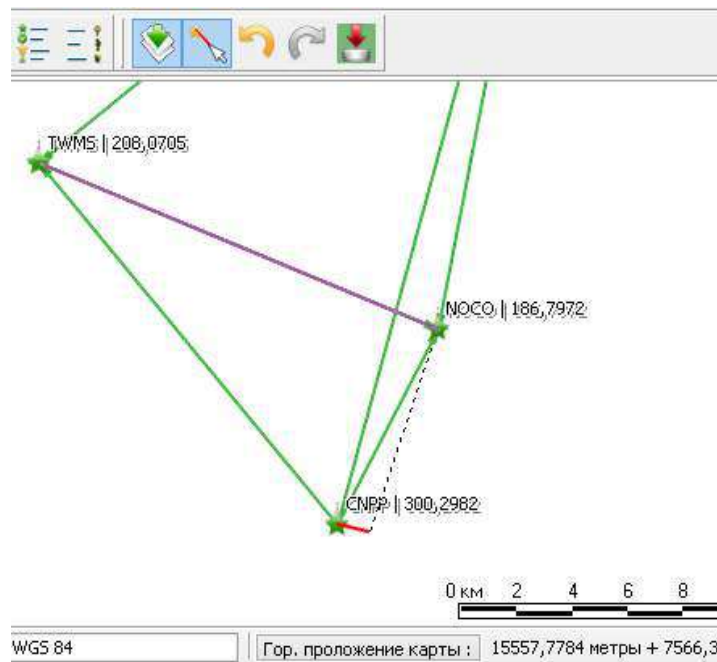 TWMS | 208,0705
NOCO | 186,7972
CNPP | 300,2982
0 км 2 4 6 8
WGS 84
Гор. проложение карты : 15557,7784 метры + 7566,3